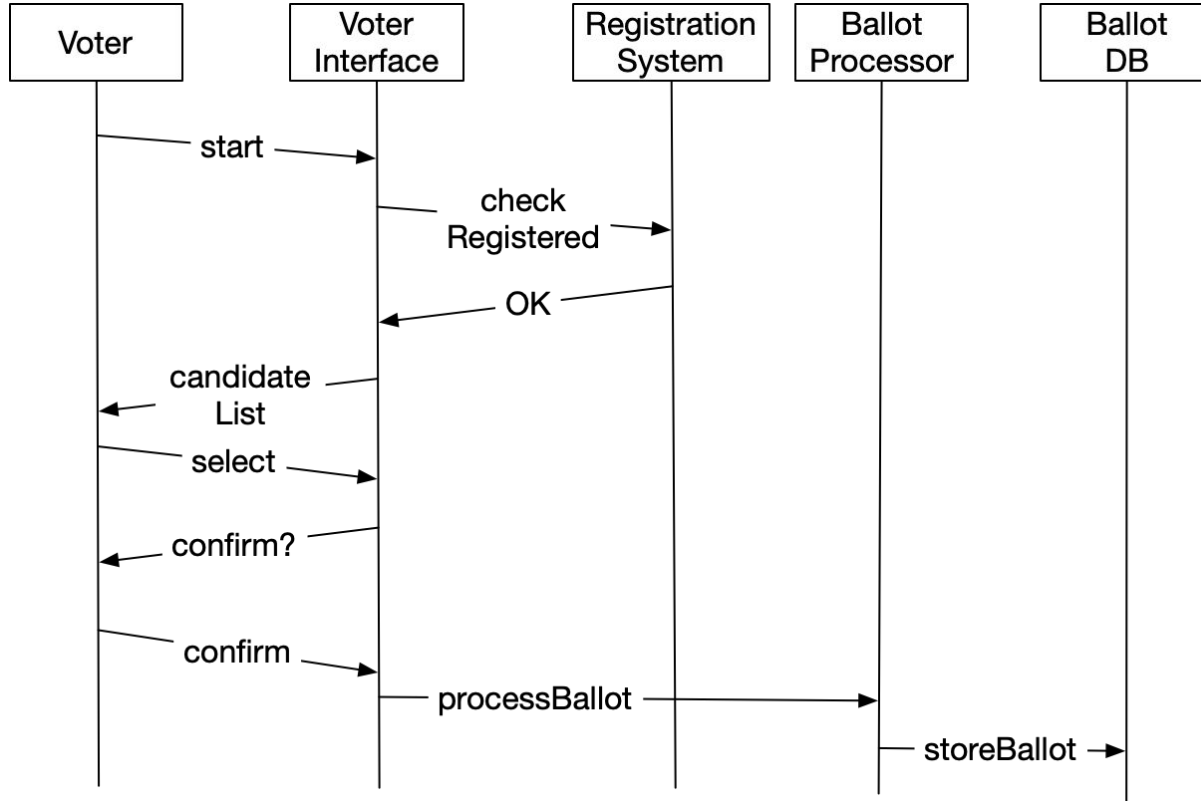 Voter
Voter
Interface
Registration
System
Ballot
Processor
Ballot
DB
start
check
Registered
OK
candidate
List
select
confirm?
confirm
processBallot
storeBallot